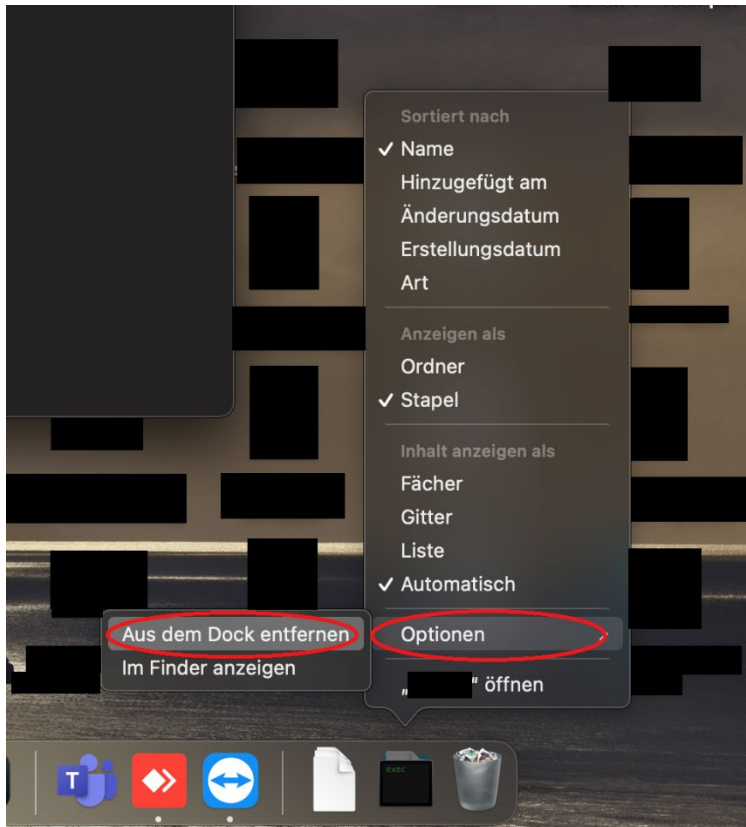 Sortiert nach
✓ Name
Hinzugefügt am
Änderungsdatum
Erstellungsdatum
Art
Anzeigen als
Ordner
✓ Stapel
Inhalt anzeigen als
Fächer
Gitter
Liste
✓ Automatisch
Optionen
Aus dem Dock entfernen
Im Finder anzeigen
„ “ öffnen
T
exec